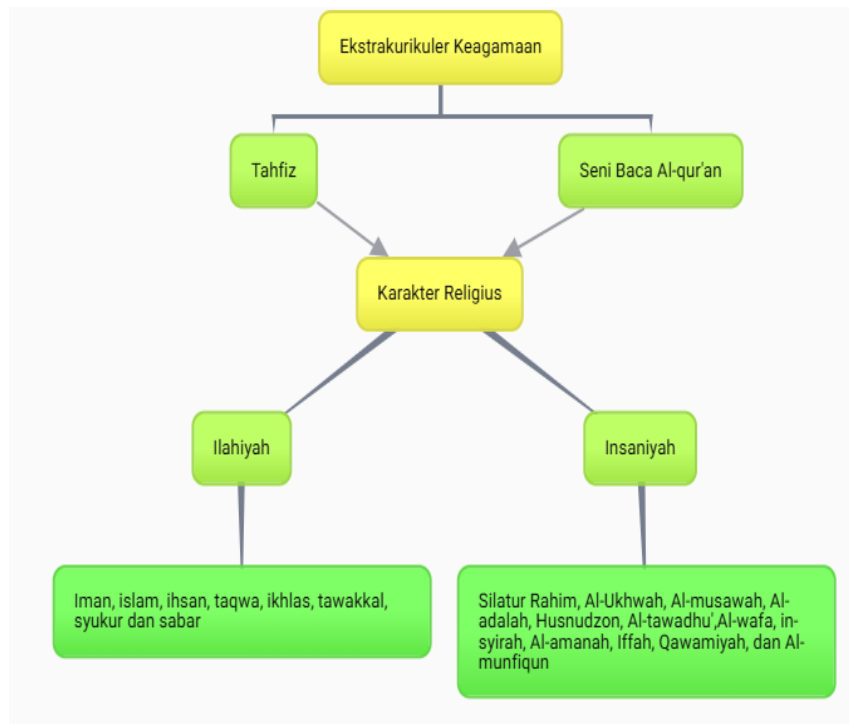 Ekstrakurikuler Keagamaan
Tahfiz
Seni Baca Al-qur'an
Karakter Religius
Ilahiyah
Insaniyah
Iman, islam, ihsan, taqwa, ikhlas, tawakkal,
syukur dan sabar
Silatur Rahim, Al-Ukhwah, Al-musawah, Al-
adalah, Husnudzon, Al-tawadhu',Al-wafa, in-
syirah, Al-amanah, Iffah, Qawamiyah, dan Al-
munfiqun